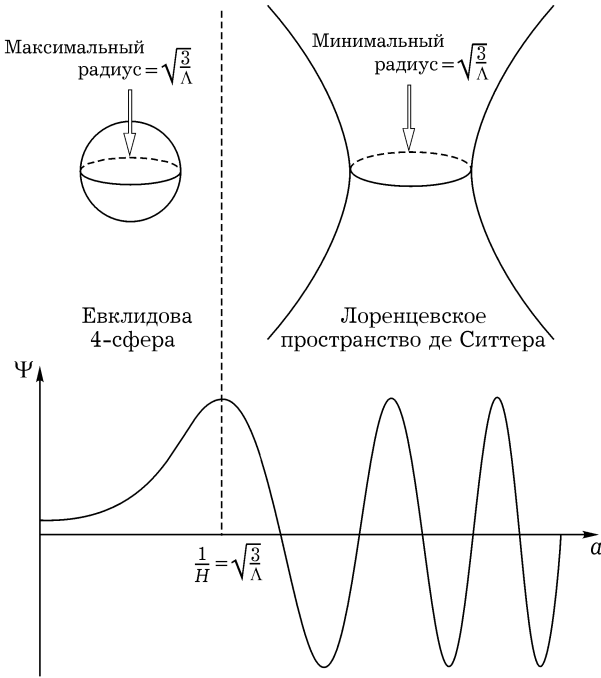 Максимальный
радиус = √(3/Λ)
Минимальный
радиус = √(3/Λ)
Евклидова
4-сфера
Лоренцевское
пространство де Ситтера
Ψ
1/H = √(3/Λ)
a